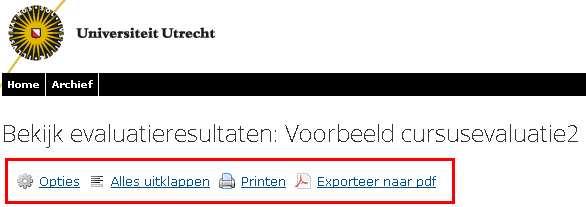 Universiteit Utrecht
Home Archief
Bekijk evaluatieresultaten: Voorbeeld cursusevaluatie2
Opties Alles uitklappen Printen Exporteer naar pdf